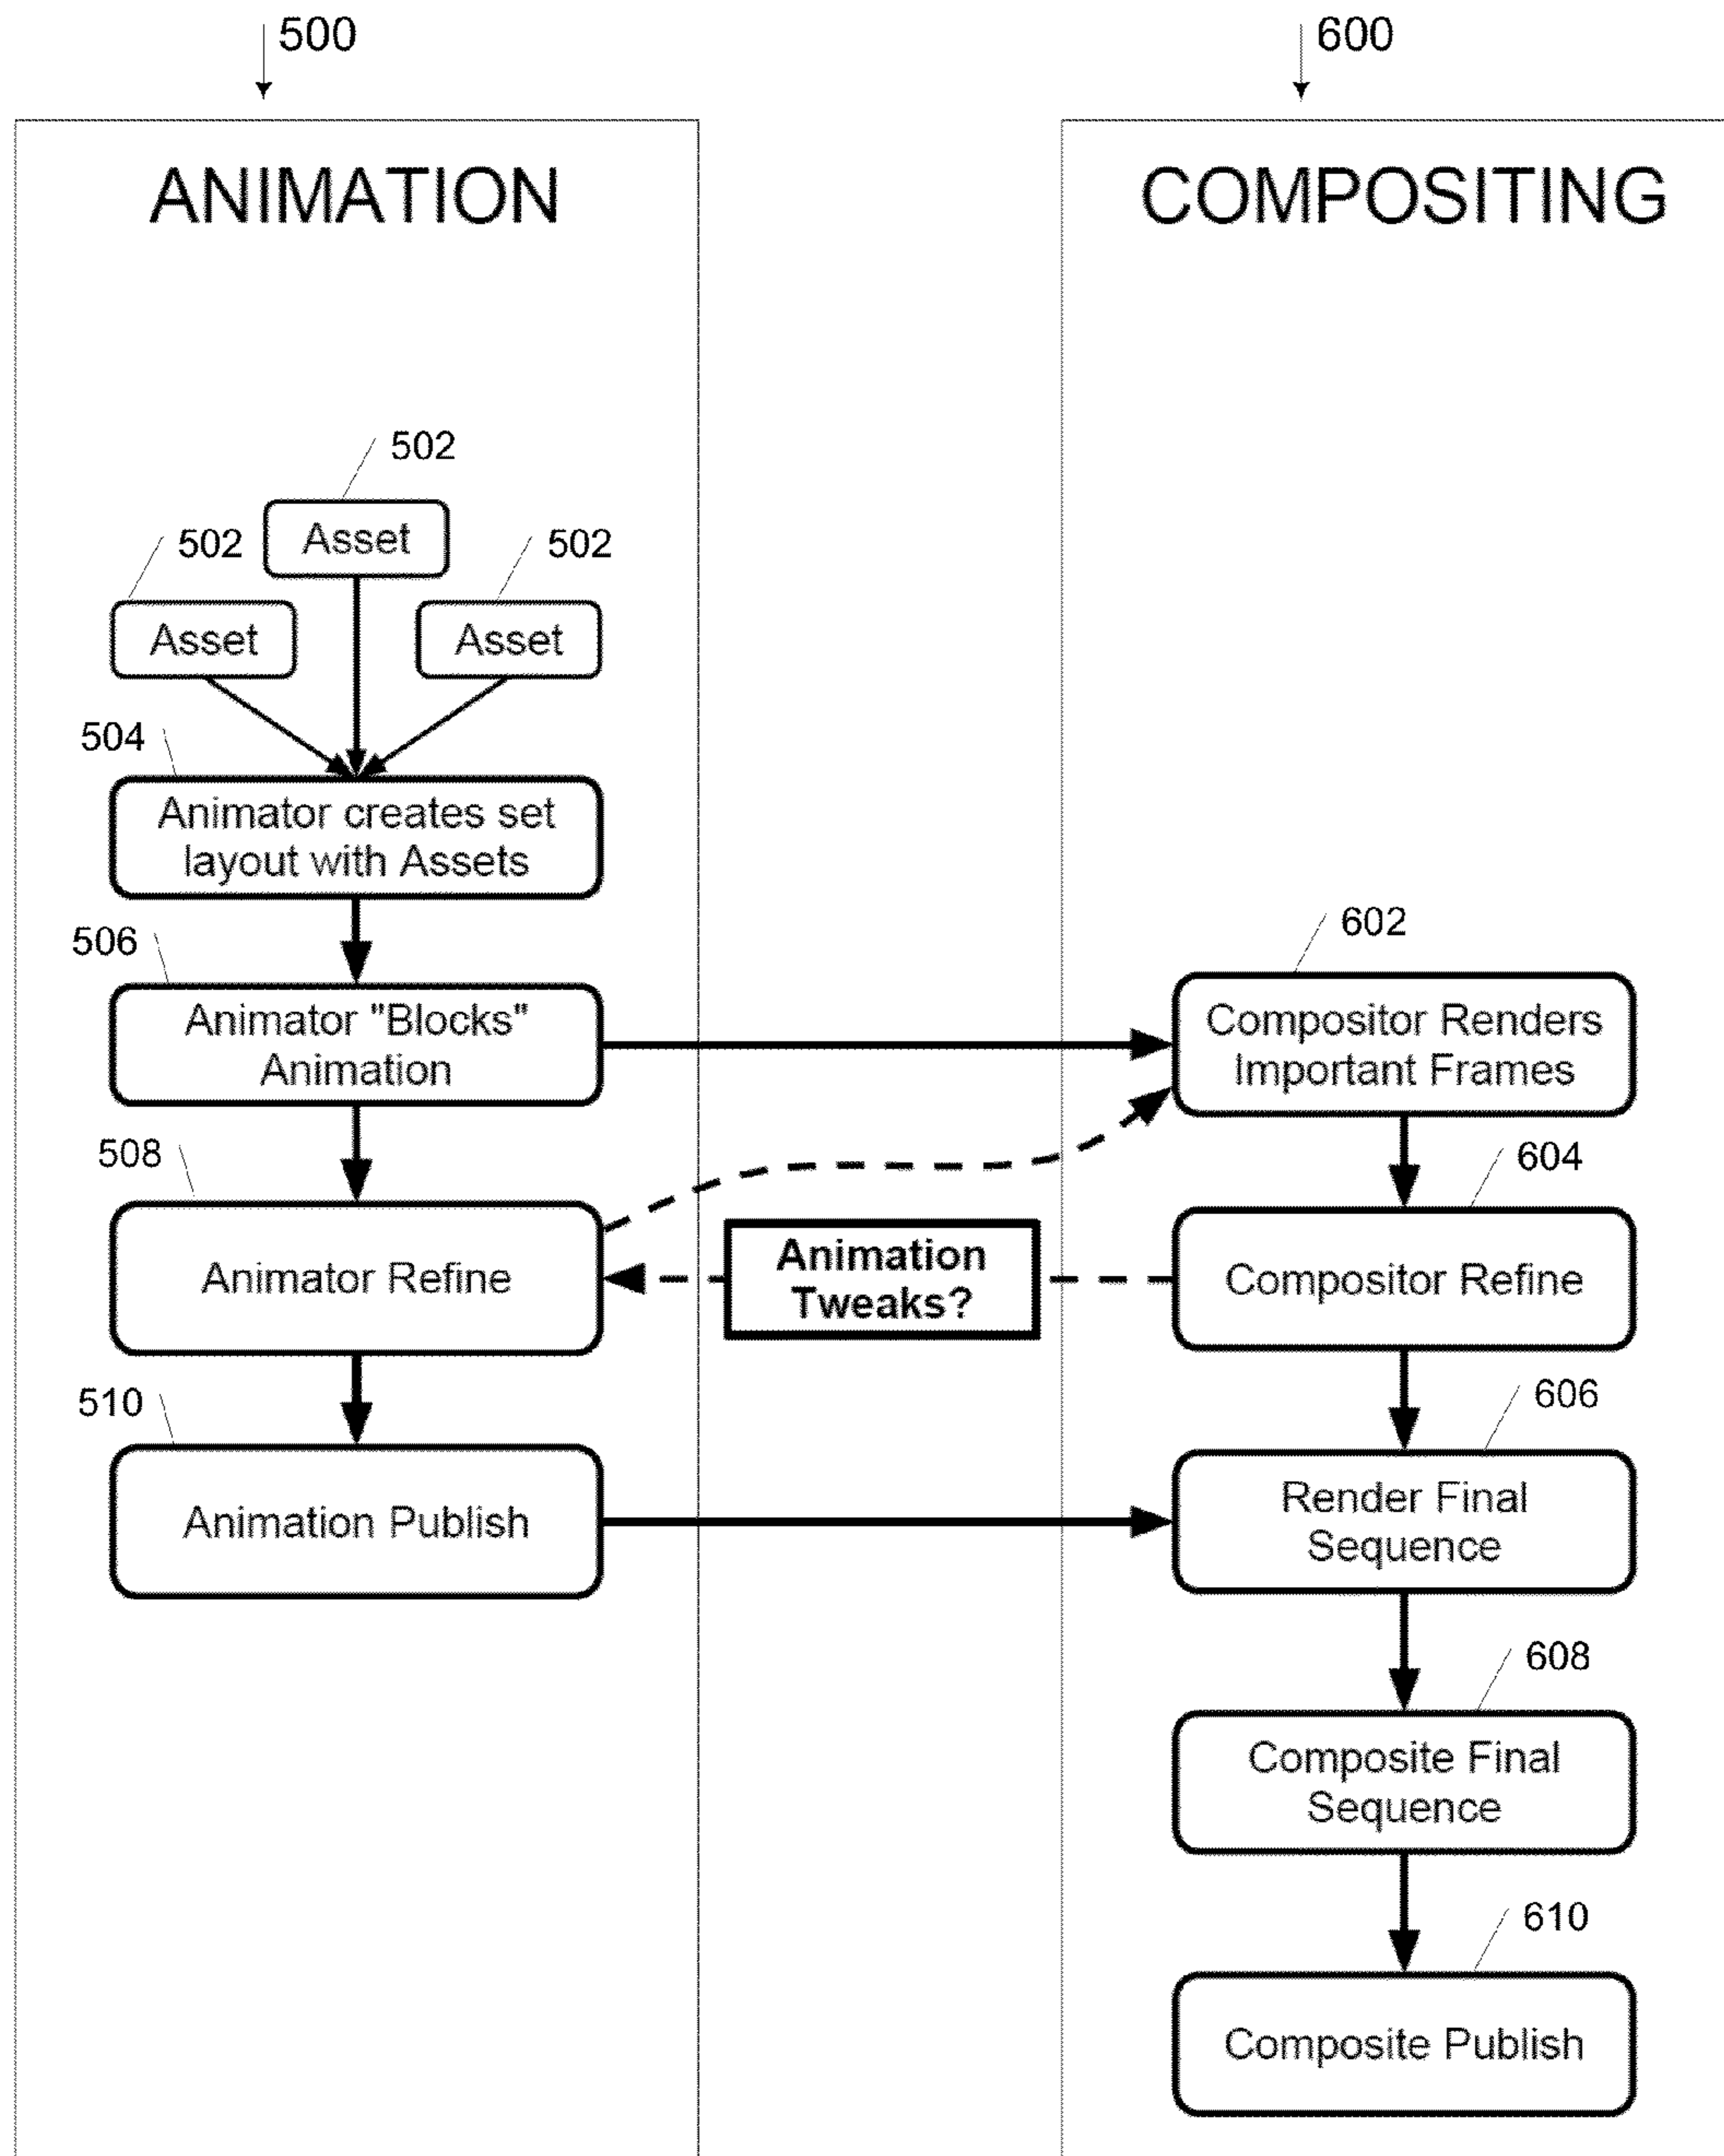 500
600
ANIMATION
COMPOSITING
502
Asset
502
502
Asset
Asset
504
Animator creates set
layout with Assets
506
Animator "Blocks"
Animation
508
Animator Refine
510
Animation Publish
Animation
Tweaks?
602
Compositor Renders
Important Frames
604
Compositor Refine
606
Render Final
Sequence
608
Composite Final
Sequence
610
Composite Publish